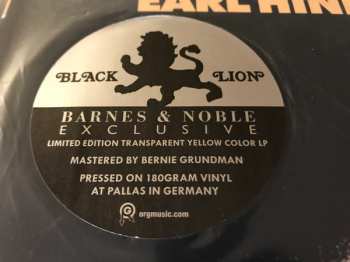 EARL HIN
BLACK LION
BARNES & NOBLE
EXCLUSIVE
LIMITED EDITION TRANSPARENT YELLOW COLOR LP
MASTERED BY BERNIE GRUNDMAN
PRESSED ON 180GRAM VINYL
AT PALLAS IN GERMANY
orgmusic.com